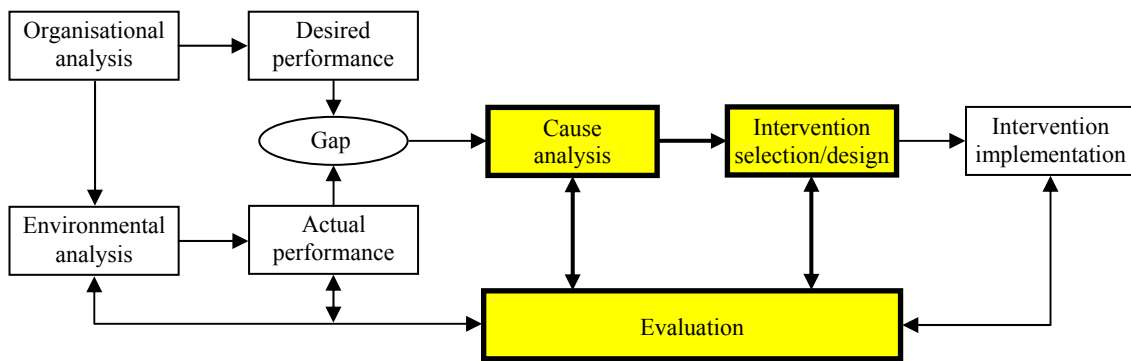 Organisational
analysis
Desired
performance
Gap
Cause
analysis
Intervention
selection/design
Intervention
implementation
Environmental
analysis
Actual
performance
Evaluation